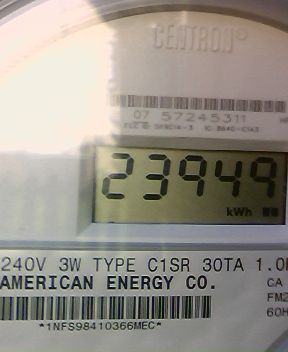 CENTRON®
07 57245311
23949
kWh
240V 3W TYPE C1SR 30TA 1.0
AMERICAN ENERGY CO.
CA
FM2
60H
*1NFS98410366MEC*